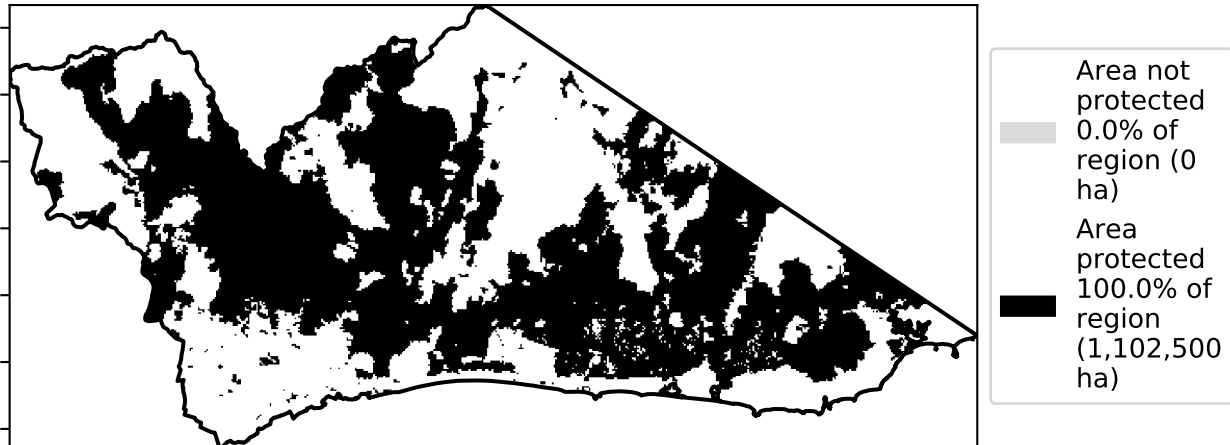 Area not
protected
0.0% of
region (0
ha)
Area
protected
100.0% of
region
(1,102,500
ha)